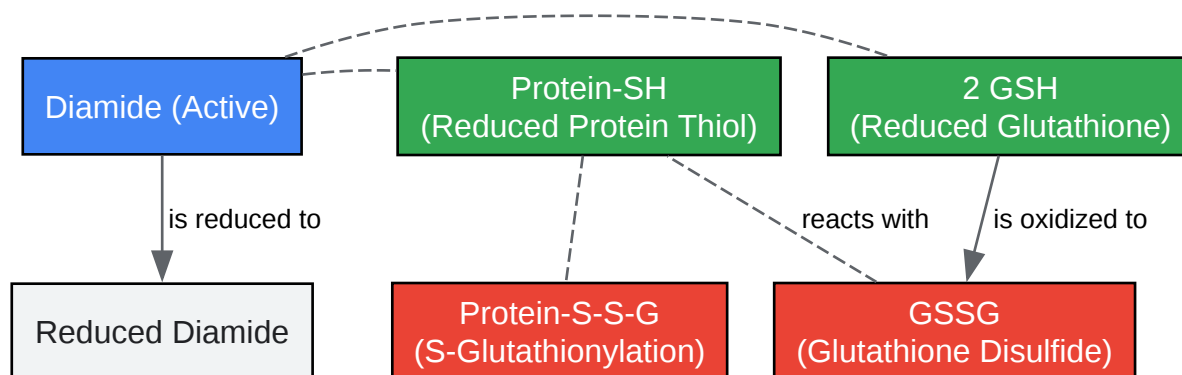 Diamide (Active)
Protein-SH
(Reduced Protein Thiol)
2 GSH
(Reduced Glutathione)
is reduced to
reacts with
is oxidized to
Reduced Diamide
Protein-S-S-G
(S-Glutathionylation)
GSSG
(Glutathione Disulfide)